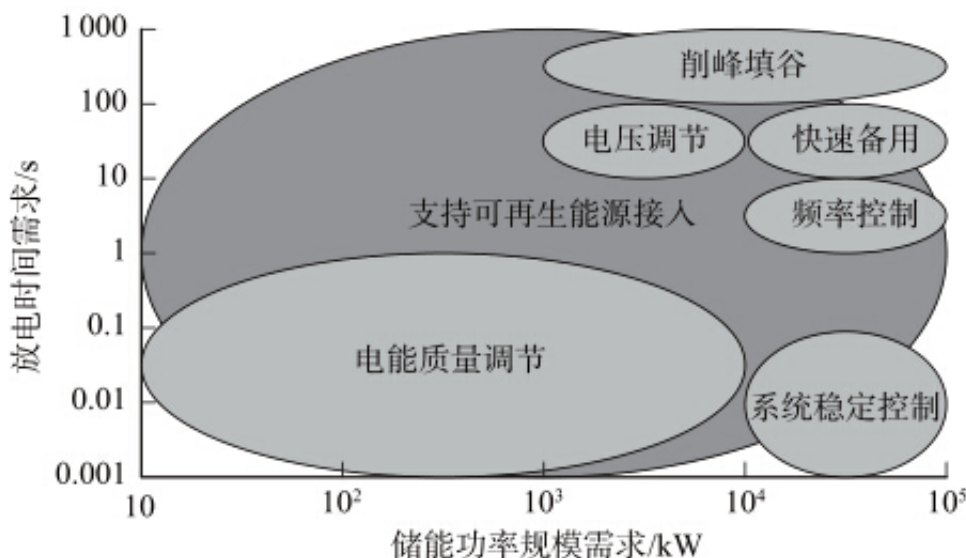 放电时间需求/s
1 000
削峰填谷
100
电压调节
快速备用
10
支持可再生能源接入
频率控制
1
0.1
电能质量调节
0.01
系统稳定控制
0.001
10
10²
10³
10⁴
10⁵
储能功率规模需求/kW